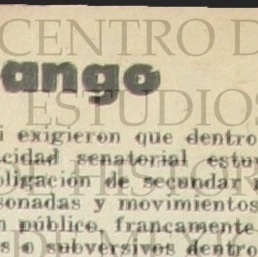 CENTRO D
ango
ESTUDIOS
i exigieron que dentro
cidad senatorial estuv
bligación de secundar
sonadas y movimientos
n público, francamente
s o subversivos dentro